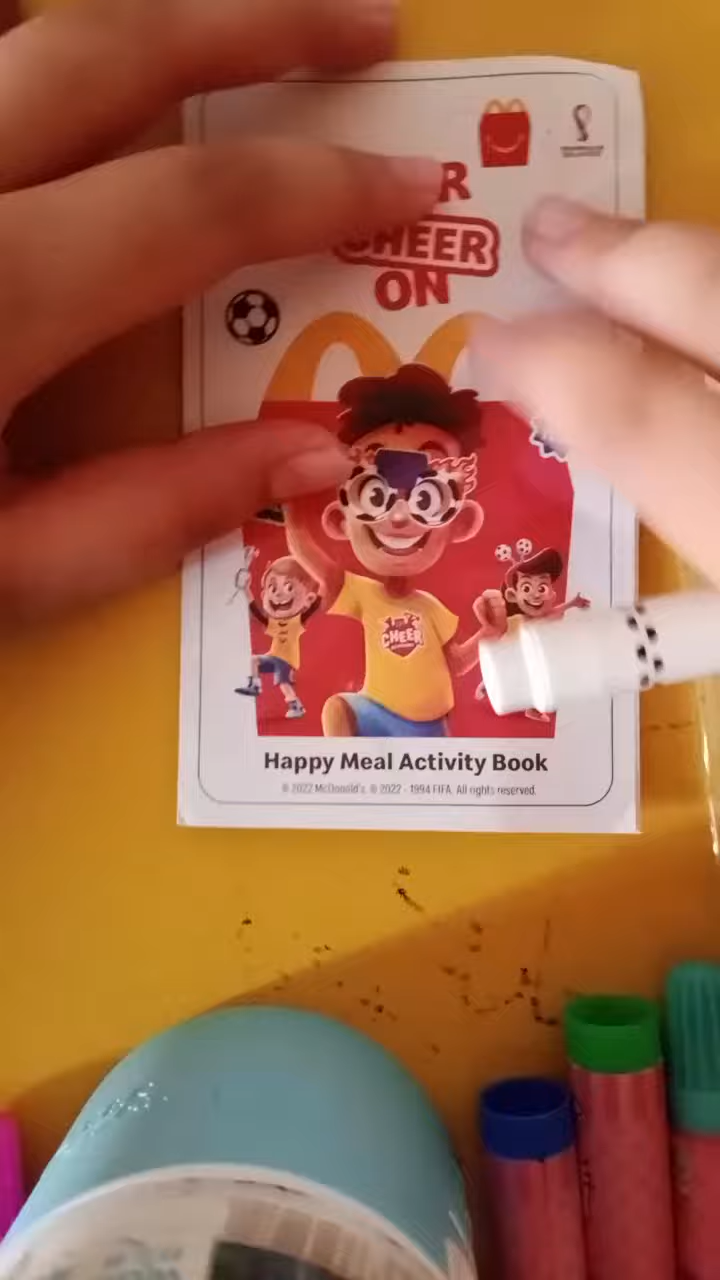 CHEER
ON
CHEER
Happy Meal Activity Book
© 2022 McDonald's. © 2022 - 1994 FIFA. All rights reserved.